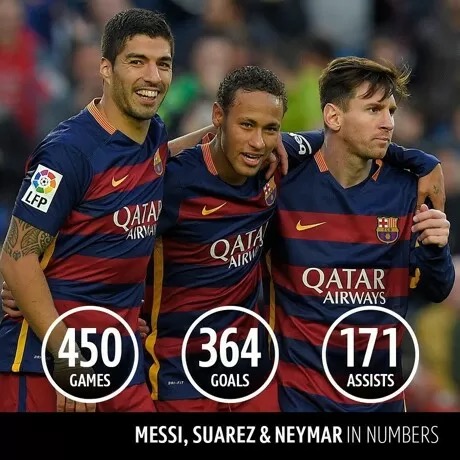 LFP
QATAR
AIRWAYS
QATAR
AIRWAYS
QATAR
AIRWAYS
450
GAMES
364
GOALS
171
ASSISTS
MESSI, SUAREZ & NEYMAR IN NUMBERS